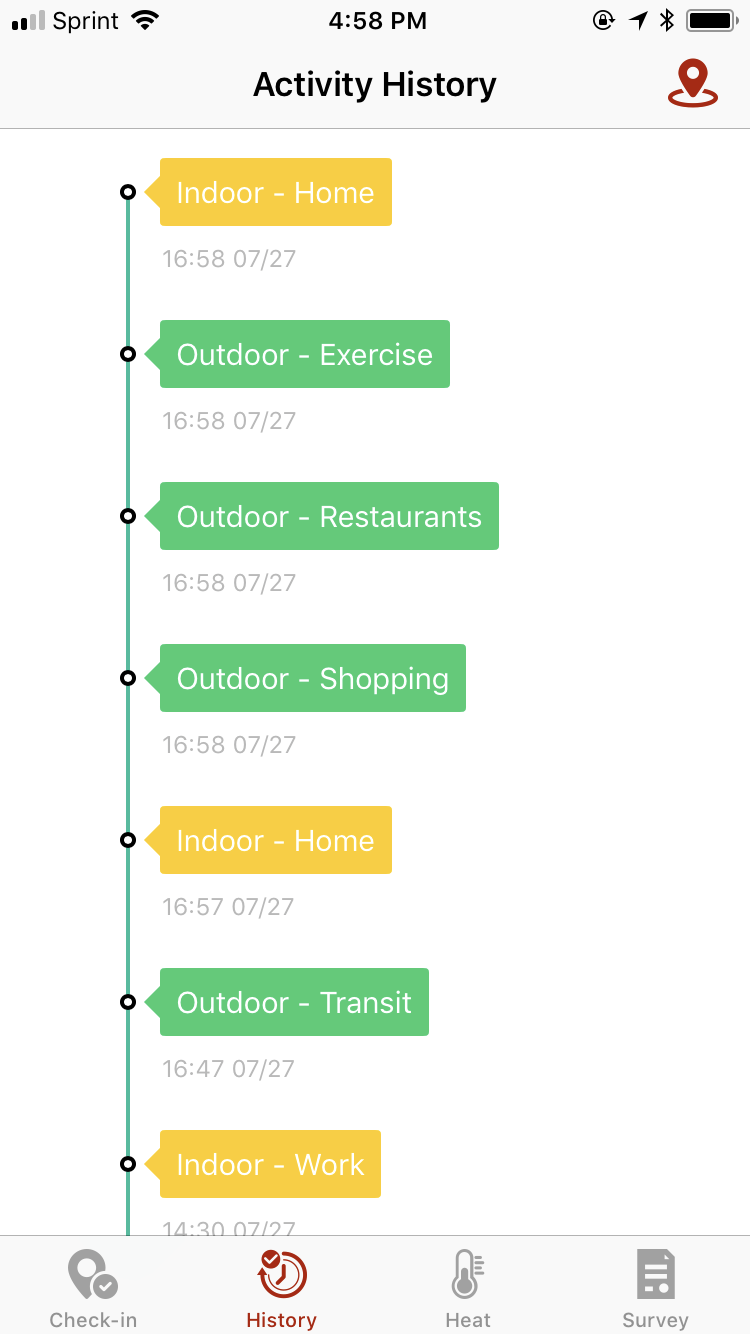 Sprint 4:58 PM
Activity History
Indoor - Home
16:58 07/27
Outdoor - Exercise
16:58 07/27
Outdoor - Restaurants
16:58 07/27
Outdoor - Shopping
16:58 07/27
Indoor - Home
16:57 07/27
Outdoor - Transit
16:47 07/27
Indoor - Work
14:30 07/27
Check-in History Heat Survey